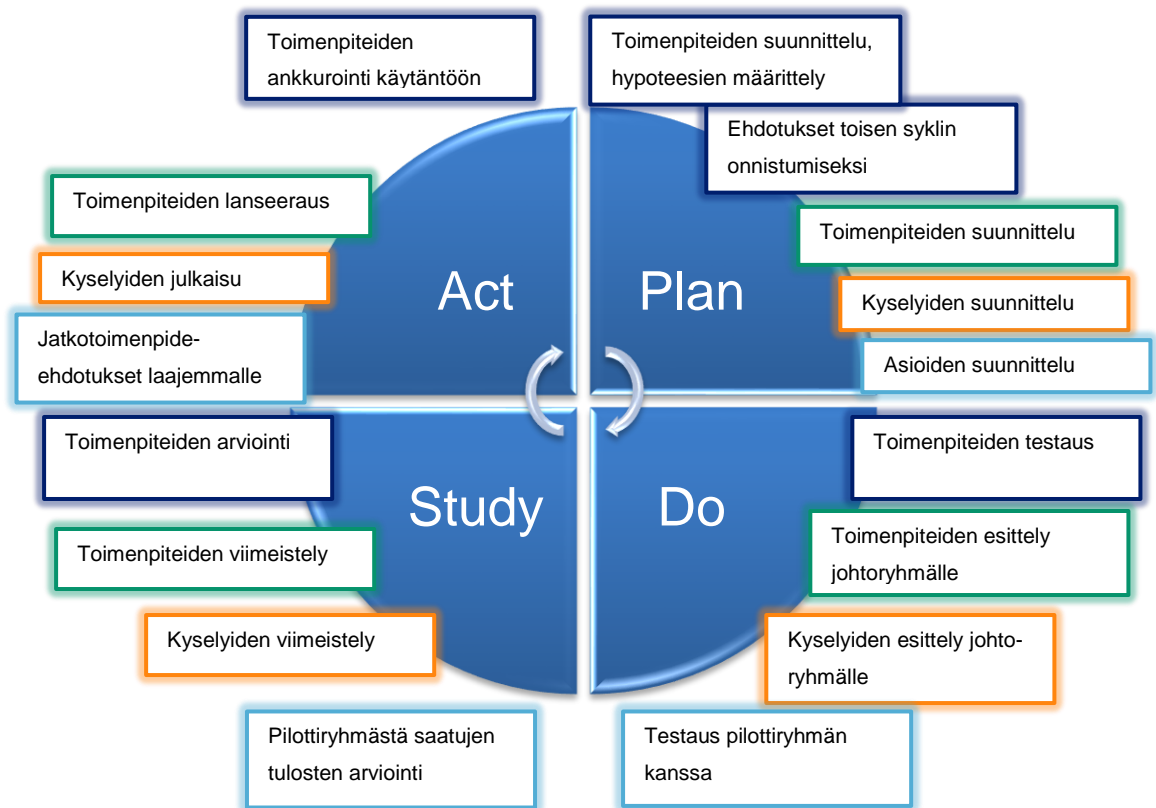 Toimenpiteiden
ankkurointi käytäntöön
Toimenpiteiden suunnittelu,
hypoteesien määrittely
Ehdotukset toisen syklin
onnistumiseksi
Toimenpiteiden lanseeraus
Toimenpiteiden suunnittelu
Kyselyiden julkaisu
Act
Plan
Kyselyiden suunnittelu
Jatkotoimenpide-
ehdotukset laajemmalle
Asioiden suunnittelu
Toimenpiteiden arviointi
Toimenpiteiden testaus
Study
Do
Toimenpiteiden viimeistely
Toimenpiteiden esittely
johtoryhmälle
Kyselyiden viimeistely
Kyselyiden esittely johto-
ryhmälle
Pilottiryhmästä saatujen
tulosten arviointi
Testaus pilottiryhmän
kanssa